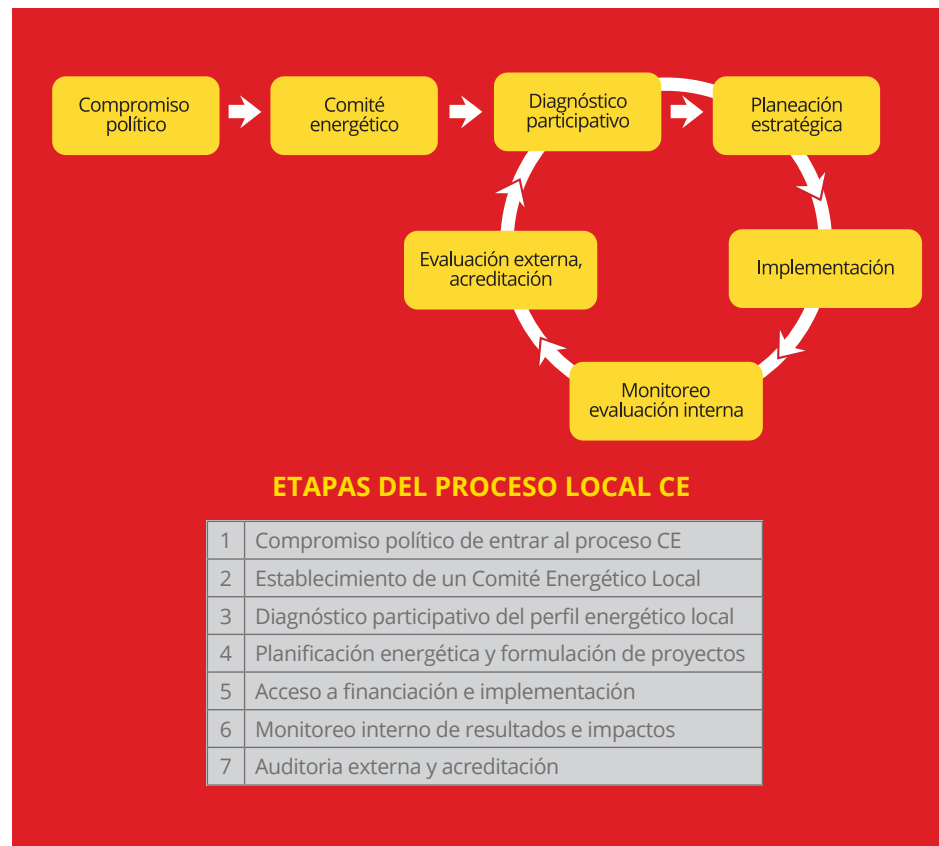 Compromiso
político
Comité
energético
Diagnóstico
participativo
Planeación
estratégica
Implementación
Monitoreo
evaluación interna
Evaluación externa,
acreditación
ETAPAS DEL PROCESO LOCAL CE
1 Compromiso político de entrar al proceso CE
2 Establecimiento de un Comité Energético Local
3 Diagnóstico participativo del perfil energético local
4 Planificación energética y formulación de proyectos
5 Acceso a financiación e implementación
6 Monitoreo interno de resultados e impactos
7 Auditoria externa y acreditación